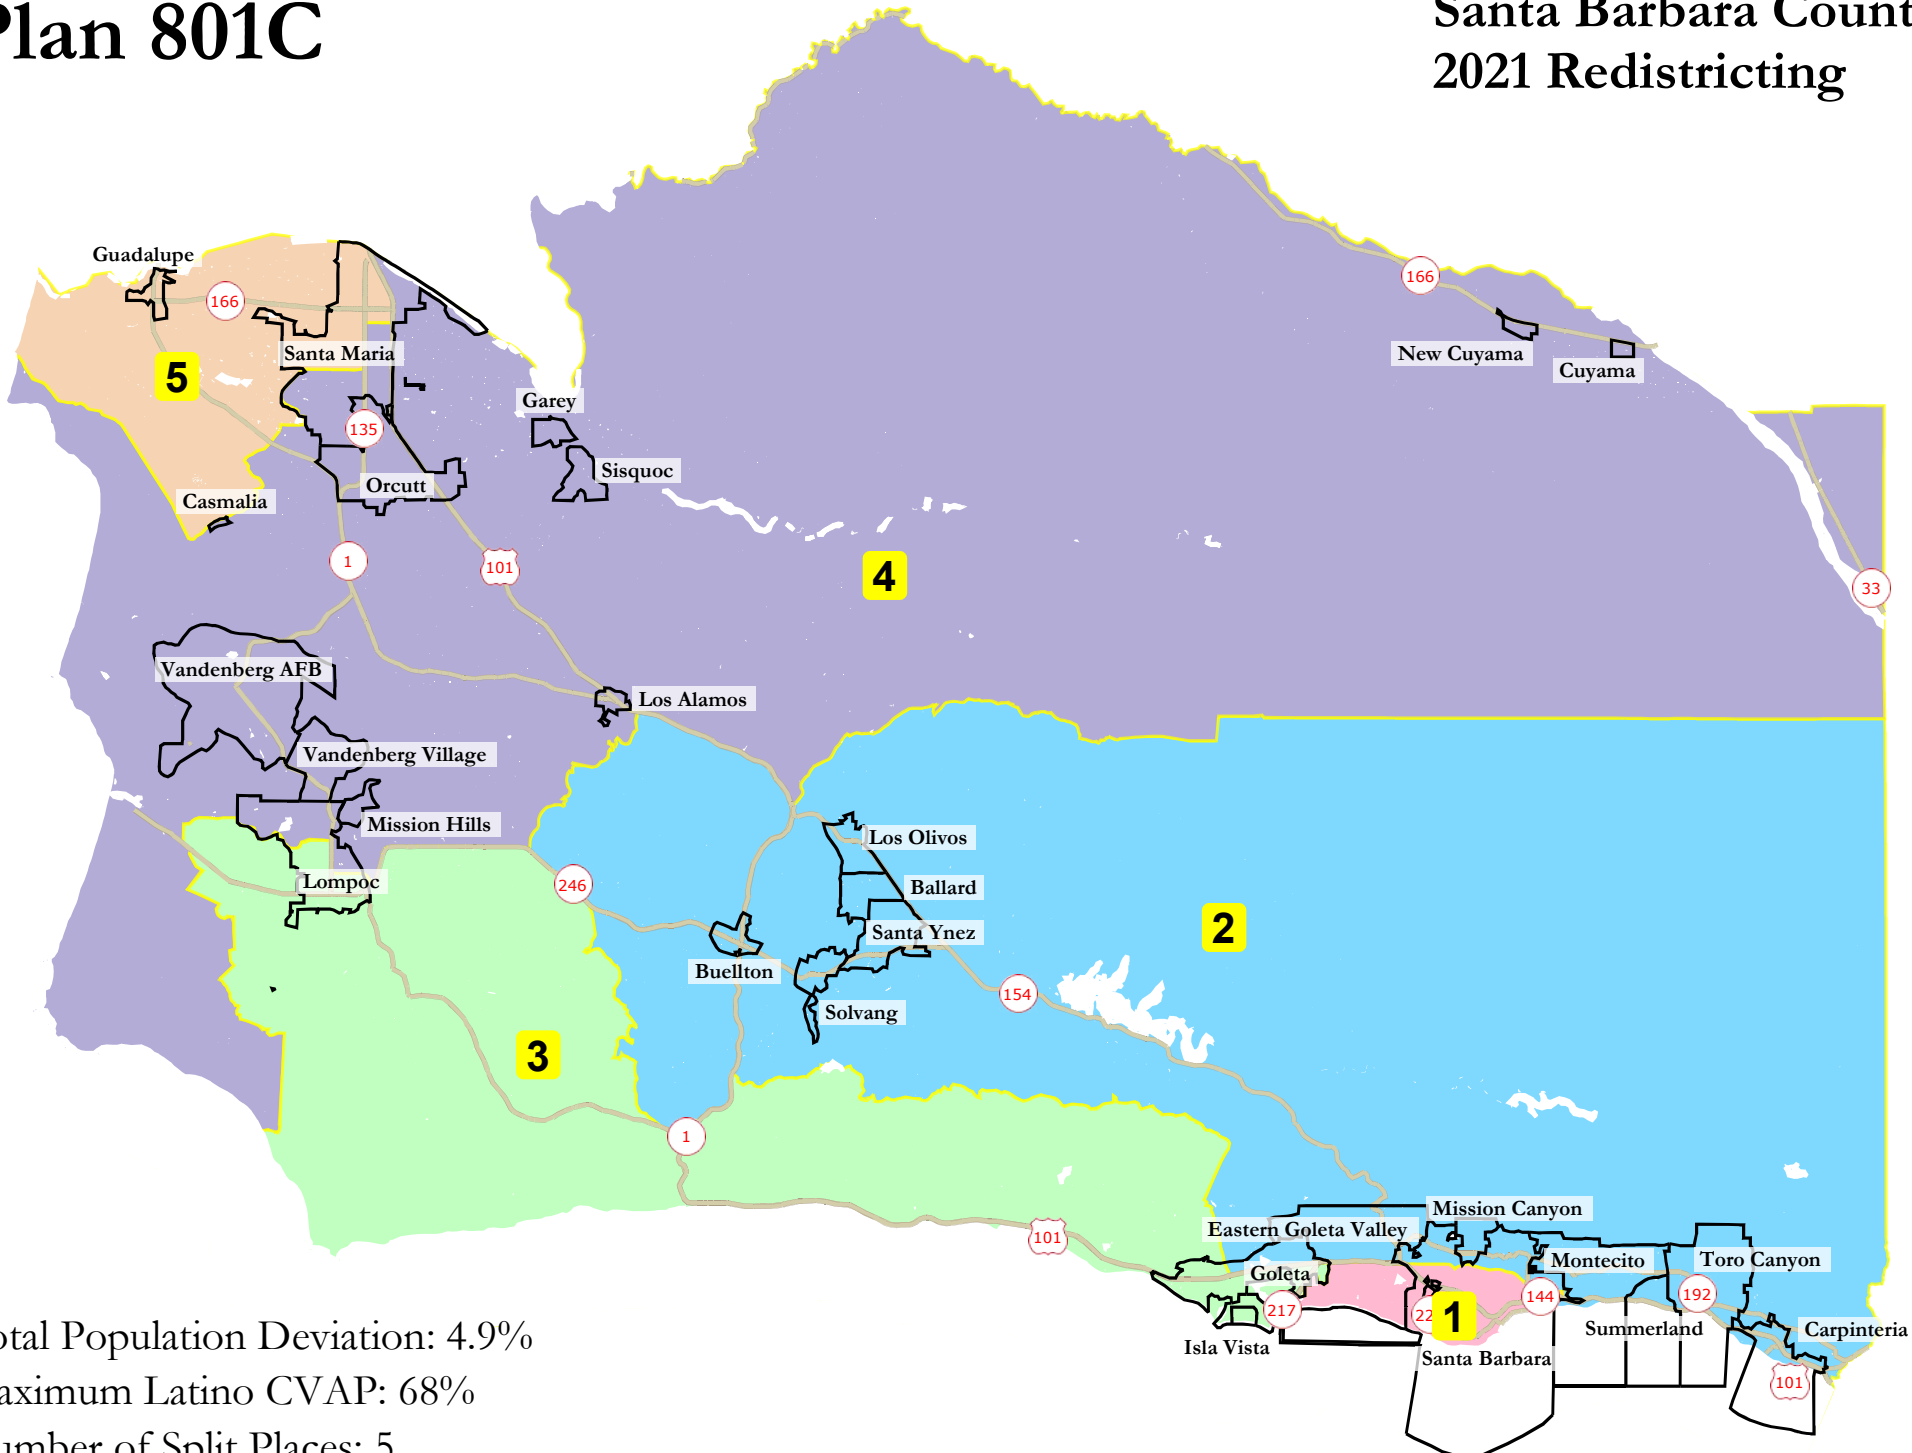 Plan 801C
Santa Barbara Count
2021 Redistricting
Guadalupe
166
5
Santa Maria
135
Orcutt
Casmalia
Garey
Sisquoc
166
New Cuyama
Cuyama
33
1
101
4
Vandenberg AFB
Los Alamos
Vandenberg Village
Mission Hills
Lompoc
246
Los Olivos
Ballard
Santa Ynez
Buellton
Solvang
154
2
3
1
101
Mission Canyon
Eastern Goleta Valley
Montecito
Toro Canyon
Goleta
217
22
1
144
192
Isla Vista
Santa Barbara
Summerland
Carpinteria
101
otal Population Deviation: 4.9%
aximum Latino CVAP: 68%
umber of Split Places: 5